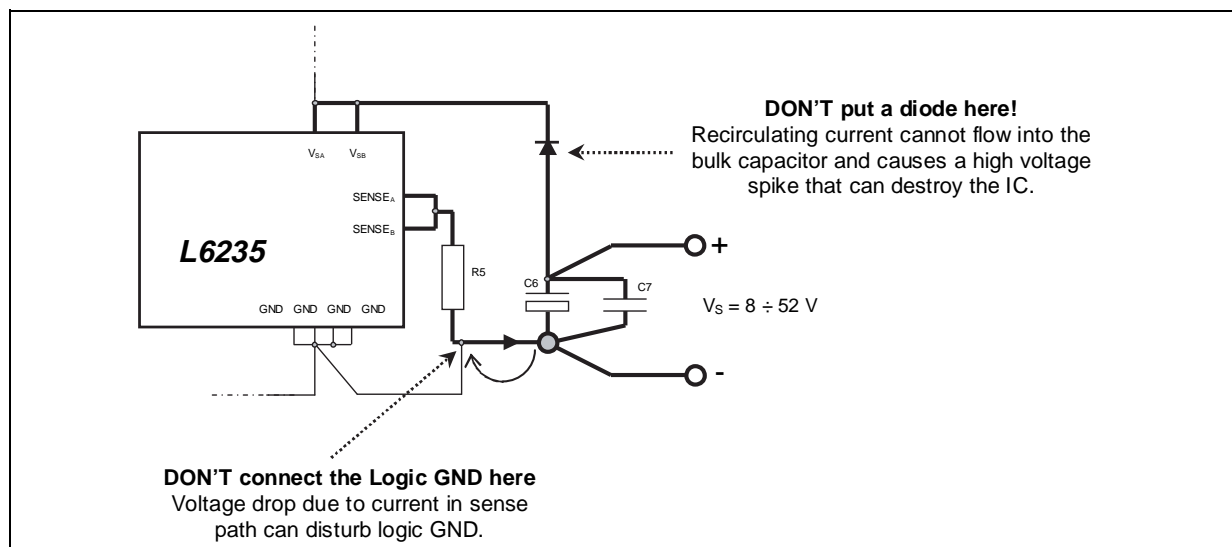 DON'T put a diode here!
Recirculating current cannot flow into the
bulk capacitor and causes a high voltage
spike that can destroy the IC.
VSA VSB
SENSEA
SENSEB
L6235
R5
C6
C7
+
VS = 8 ÷ 52 V
GND GND GND GND
-
DON'T connect the Logic GND here
Voltage drop due to current in sense
path can disturb logic GND.